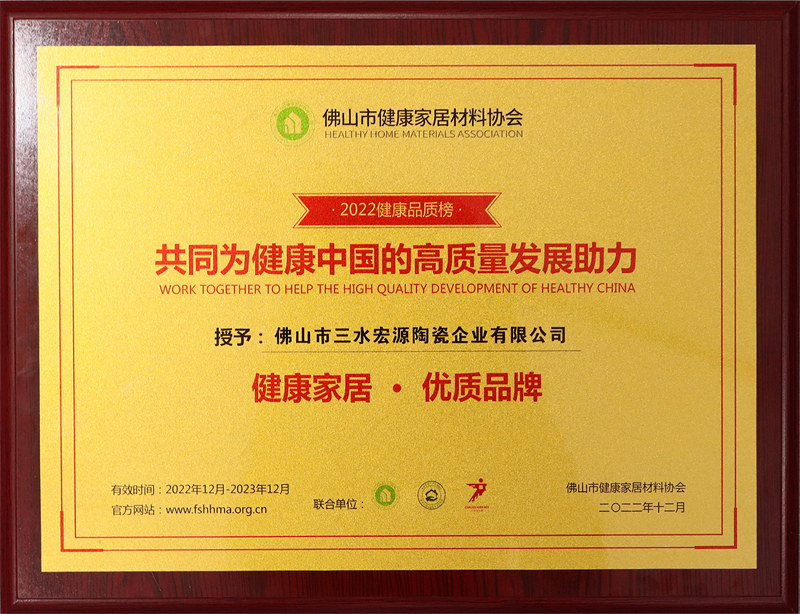 佛山市健康家居材料协会
HEALTHY HOME MATERIALS ASSOCIATION
·2022健康品质榜·
共同为健康中国的高质量发展助力
WORK TOGETHER TO HELP THE HIGH QUALITY DEVELOPMENT OF HEALTHY CHINA
授予：佛山市三水宏源陶瓷企业有限公司
健康家居·优质品牌
有效时间：2022年12月-2023年12月
官方网站：www.fshhma.org.cn
联合单位：
佛山市健康家居材料协会
二〇二二年十二月